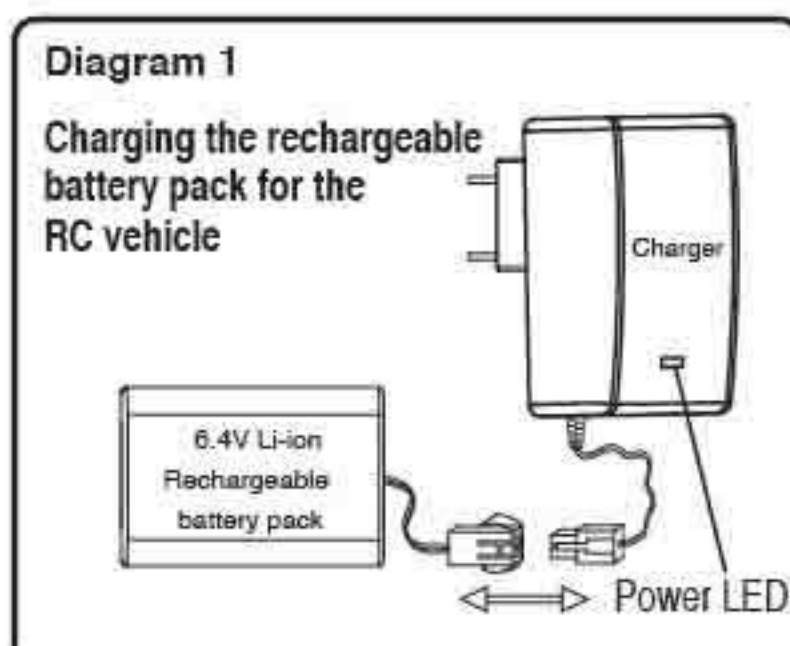 Diagram 1
Charging the rechargeable
battery pack for the
RC vehicle
Charger
6.4V Li-ion
Rechargeable
battery pack
Power LED